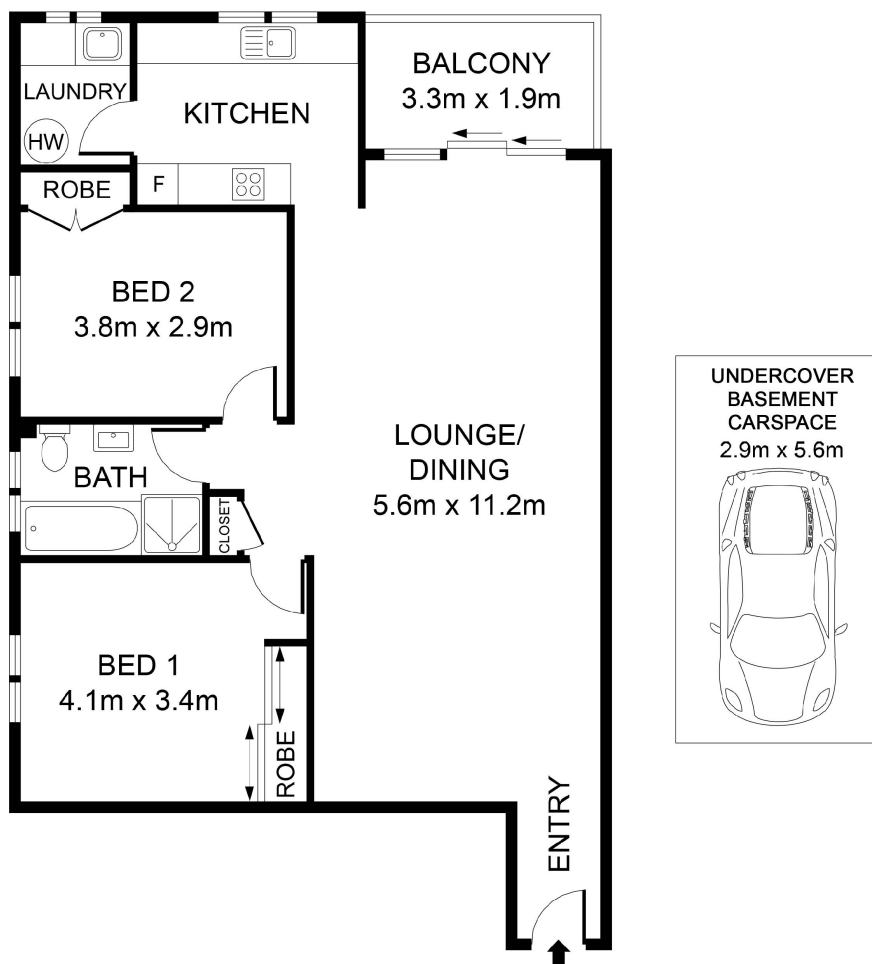 BALCONY
3.3m x 1.9m
LAUNDRY
KITCHEN
HW
F
ROBE
BED 2
3.8m x 2.9m
UNDERCOVER
BASEMENT
CARSPACE
2.9m x 5.6m
LOUNGE/
DINING
5.6m x 11.2m
BATH
CLOSET
BED 1
4.1m x 3.4m
ROBE
ENTRY